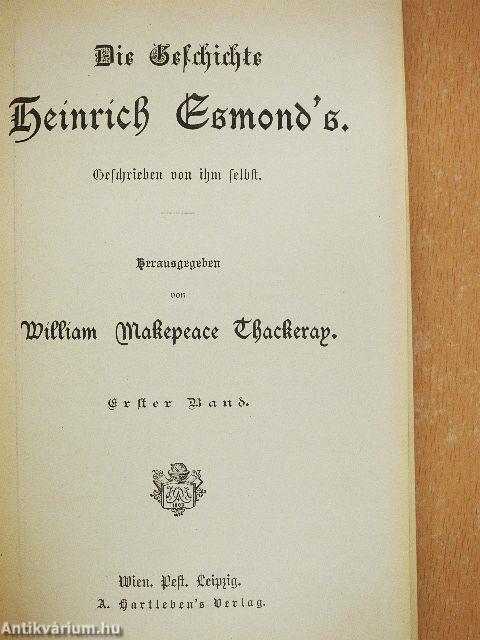 Die Geſchichte
Heinrich Esmond's.
Geſchrieben von ihm ſelbſt.
Herausgegeben
von
William Makepeace Thackeray.
Erſter Band.
Wien. Peſt. Leipzig.
A. Hartleben's Verlag.
Antikvárium.hu